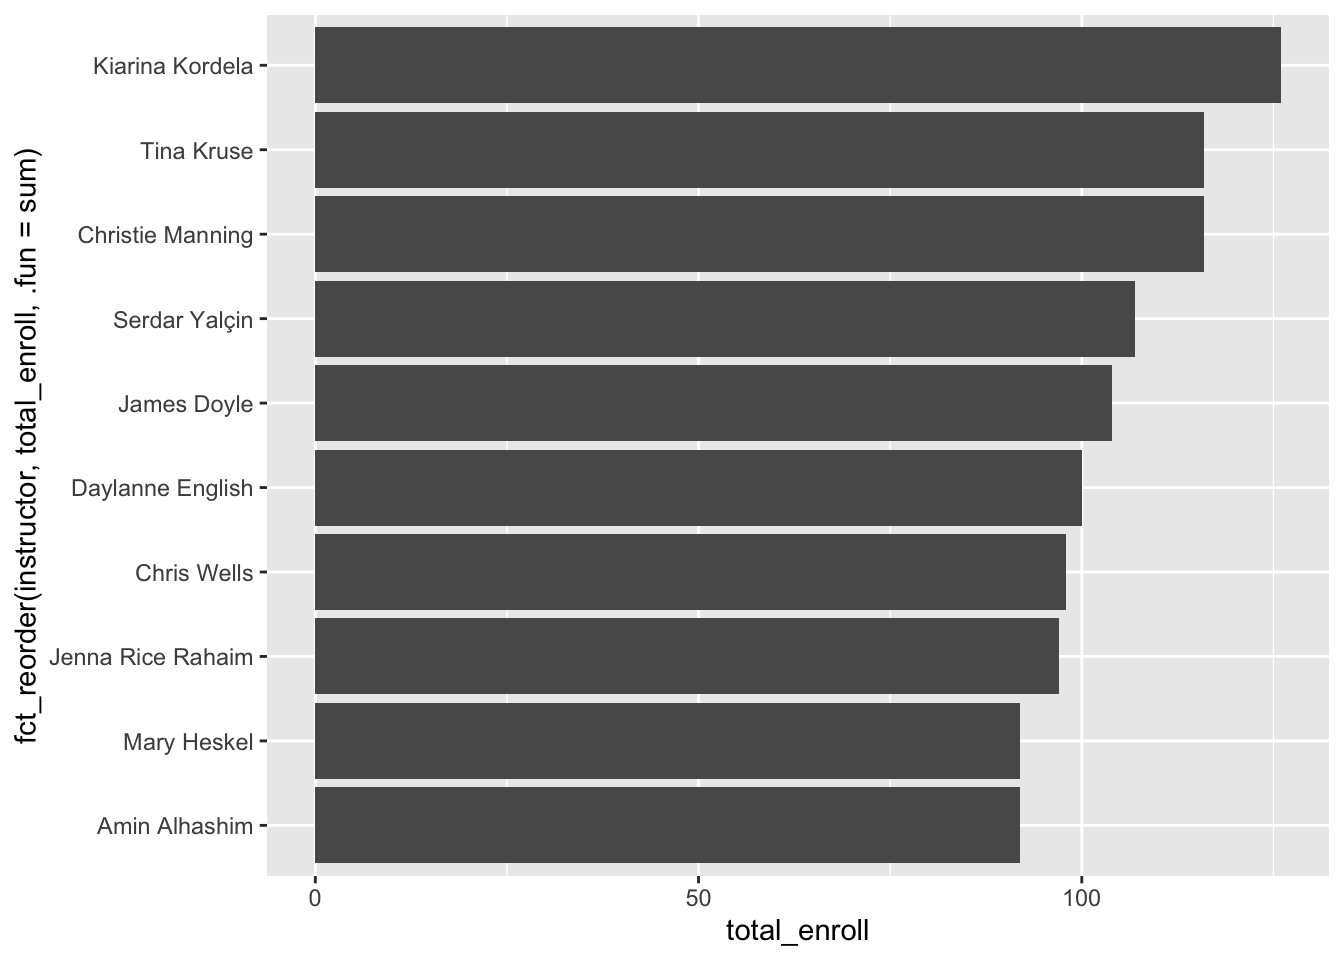 fct_reorder(instructor, total_enroll, .fun = sum)
Kiarina Kordela
Tina Kruse
Christie Manning
Serdar Yalçin
James Doyle
Daylanne English
Chris Wells
Jenna Rice Rahaim
Mary Heskel
Amin Alhashim
0 50 100
total_enroll